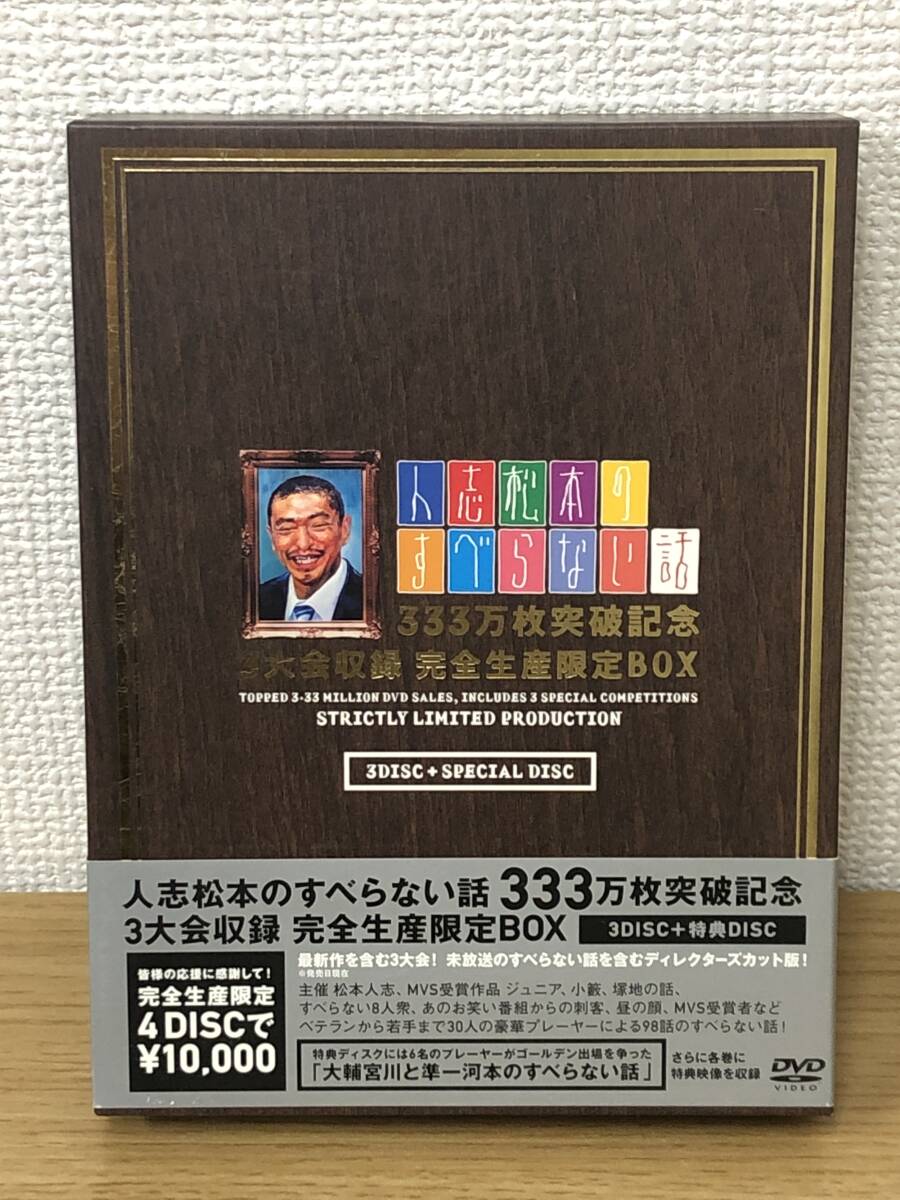 人志松本の
すべらない話
333万枚突破記念
3大会収録 完全生産限定BOX
TOPPED 3-33 MILLION DVD SALES, INCLUDES 3 SPECIAL COMPETITIONS
STRICTLY LIMITED PRODUCTION
3DISC + SPECIAL DISC
人志松本のすべらない話 333万枚突破記念
3大会収録 完全生産限定BOX 3DISC+特典DISC
皆様の応援に感謝して!
完全生産限定
4DISCで
¥10,000
最新作を含む3大会! 未放送のすべらない話を含むディレクターズカット版!
※発売日現在
主催 松本人志、MVS受賞作品 ジュニア、小籔、塚地の話、
すべらない8人衆、あのお笑い番組からの刺客、昼の顔、MVS受賞者など
ベテランから若手まで30人の豪華プレーヤーによる98話のすべらない話!
特典ディスクには6名のプレーヤーがゴールデン出場を争った
「大輔宮川と準一河本のすべらない話」
さらに各巻に
特典映像を収録
DVD
VIDEO